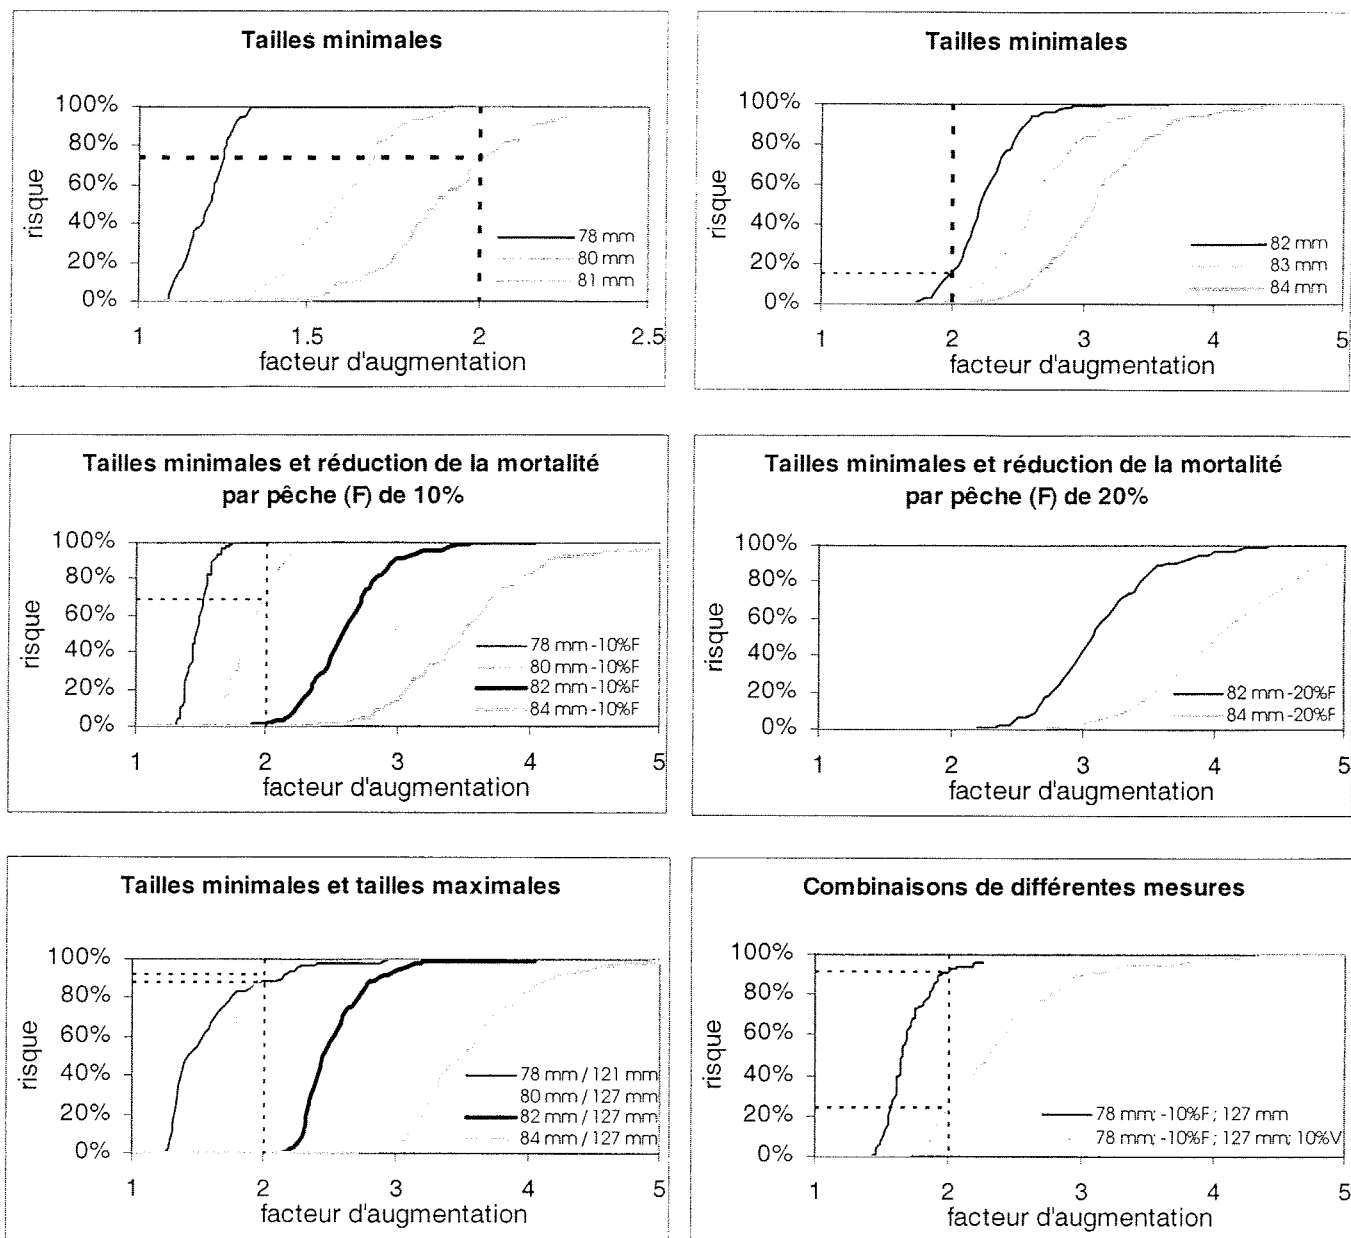 Tailles minimales
100%
80%
60%
40%
20%
0%
risque
78 mm
80 mm
81 mm
1 1.5 2 2.5
facteur d'augmentation
Tailles minimales
100%
80%
60%
40%
20%
0%
risque
82 mm
83 mm
84 mm
1 2 3 4 5
facteur d'augmentation
Tailles minimales et réduction de la mortalité
par pêche (F) de 10%
100%
80%
60%
40%
20%
0%
risque
78 mm -10%F
80 mm -10%F
82 mm -10%F
84 mm -10%F
1 2 3 4 5
facteur d'augmentation
Tailles minimales et réduction de la mortalité
par pêche (F) de 20%
100%
80%
60%
40%
20%
0%
risque
82 mm -20%F
84 mm -20%F
1 2 3 4 5
facteur d'augmentation
Tailles minimales et tailles maximales
100%
80%
60%
40%
20%
0%
risque
78 mm / 121 mm
80 mm / 127 mm
82 mm / 127 mm
84 mm / 127 mm
1 2 3 4 5
facteur d'augmentation
Combinaisons de différentes mesures
100%
80%
60%
40%
20%
0%
risque
78 mm; -10%F ; 127 mm
78 mm; -10%F ; 127 mm; 10%V
1 2 3 4 5
facteur d'augmentation